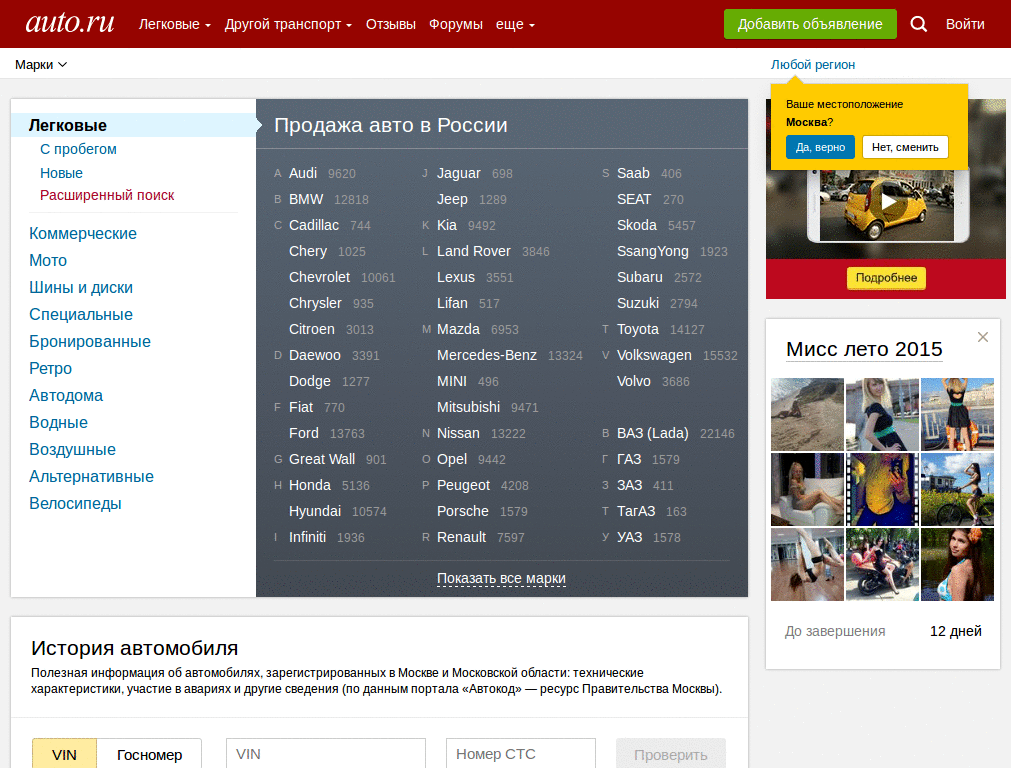 auto.ru Легковые Другой транспорт Отзывы Форумы еще Добавить объявление Войти
Марки Любой регион
Ваше местоположение
Москва?
Да, верно Нет, сменить
Подробнее
Легковые
С пробегом
Новые
Расширенный поиск
Коммерческие
Мото
Шины и диски
Специальные
Бронированные
Ретро
Автодома
Водные
Воздушные
Альтернативные
Велосипеды
Продажа авто в России
A Audi 9620 J Jaguar 698 S Saab 406
B BMW 12818 Jeep 1289 SEAT 270
C Cadillac 744 K Kia 9492 Skoda 5457
Chery 1025 L Land Rover 3846 SsangYong 1923
Chevrolet 10061 Lexus 3551 Subaru 2572
Chrysler 935 Lifan 517 Suzuki 2794
Citroen 3013 M Mazda 6953 T Toyota 14127
D Daewoo 3391 Mercedes-Benz 13324 V Volkswagen 15532
Dodge 1277 MINI 496 Volvo 3686
F Fiat 770 Mitsubishi 9471
Ford 13763 N Nissan 13222 В ВАЗ (Lada) 22146
G Great Wall 901 O Opel 9442 Г ГАЗ 1579
H Honda 5136 P Peugeot 4208 З ЗАЗ 411
Hyundai 10574 Porsche 1579 Т ТагАЗ 163
I Infiniti 1936 R Renault 7597 У УАЗ 1578
Показать все марки
Мисс лето 2015
До завершения 12 дней
История автомобиля
Полезная информация об автомобилях, зарегистрированных в Москве и Московской области: технические
характеристики, участие в авариях и другие сведения (по данным портала «Автокод» — ресурс Правительства Москвы).
VIN Госномер VIN Номер СТС Проверить